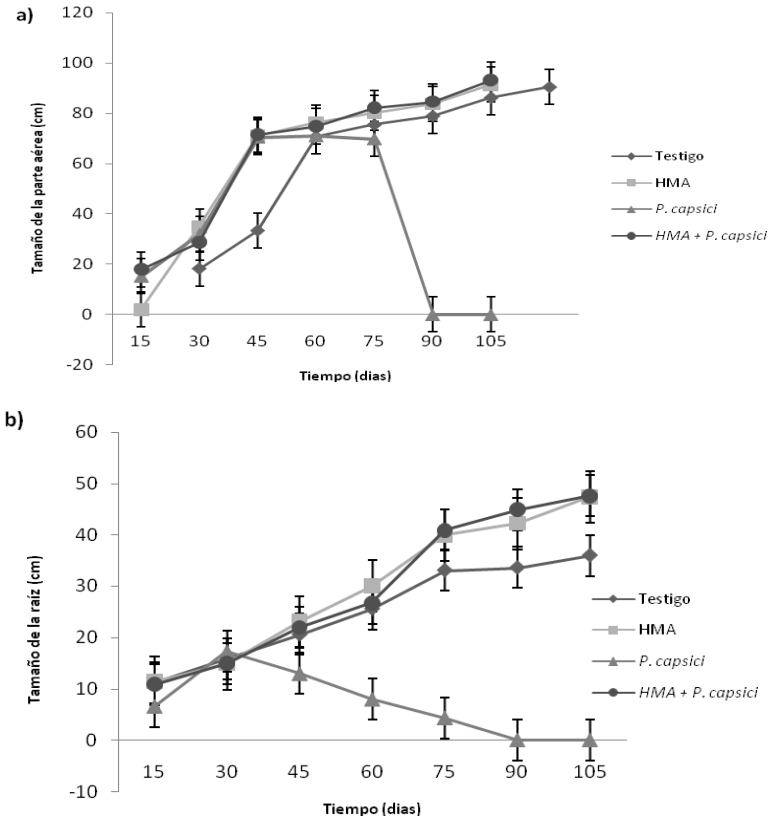 a)
Tamaño de la parte aérea (cm)
120
100
80
60
40
20
0
-20
15 30 45 60 75 90 105
Tiempo (dias)
Testigo
HMA
P. capsici
HMA + P. capsici
b)
Tamaño de la raíz (cm)
60
50
40
30
20
10
0
-10
15 30 45 60 75 90 105
Tiempo (dias)
Testigo
HMA
P. capsici
HMA + P. capsici